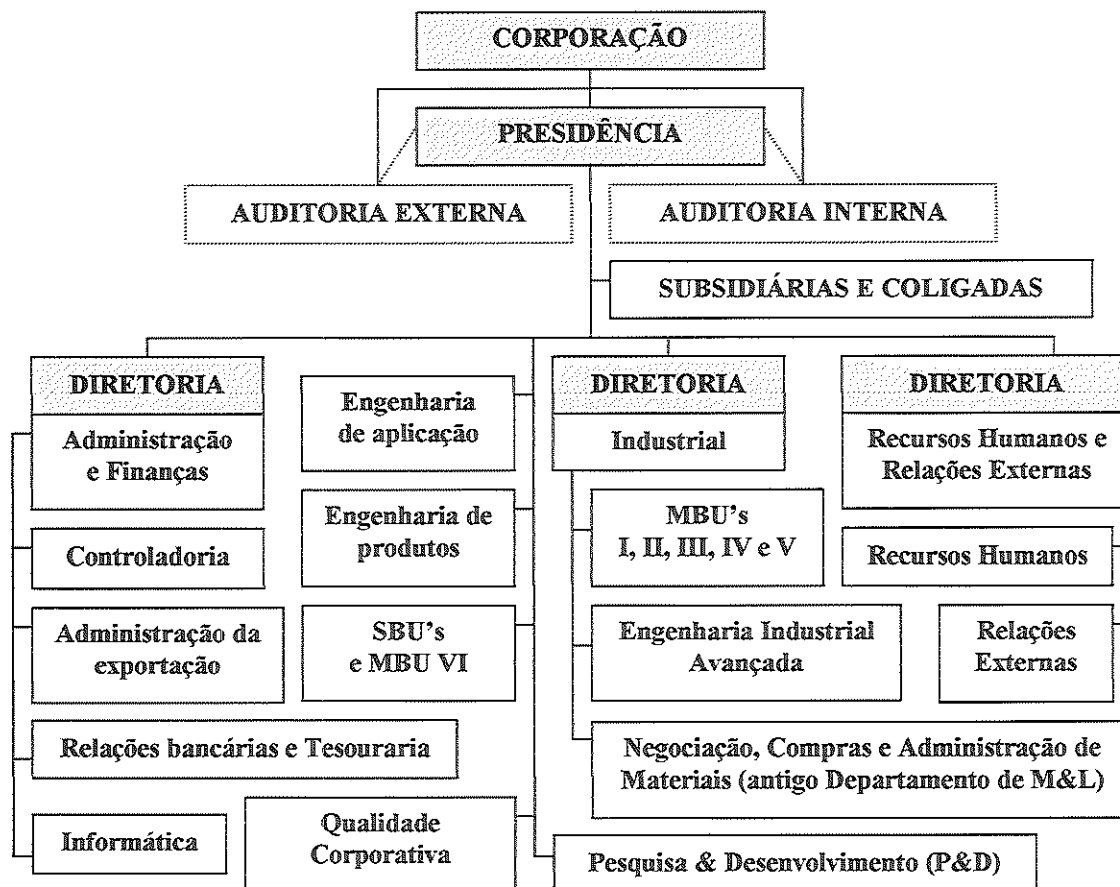 CORPORAÇÃO
PRESIDÊNCIA
AUDITORIA EXTERNA
AUDITORIA INTERNA
SUBSIDIÁRIAS E COLIGADAS
DIRETORIA
Administração
e Finanças
Controladoria
Administração da
exportação
Relações bancárias e Tesouraria
Informática
Engenharia
de aplicação
Engenharia de
produtos
SBU's
e MBU VI
Qualidade
Corporativa
Pesquisa & Desenvolvimento (P&D)
DIRETORIA
Industrial
MBU's
I, II, III, IV e V
Engenharia Industrial
Avançada
Negociação, Compras e Administração de
Materiais (antigo Departamento de M&L)
DIRETORIA
Recursos Humanos e
Relações Externas
Recursos Humanos
Relações
Externas